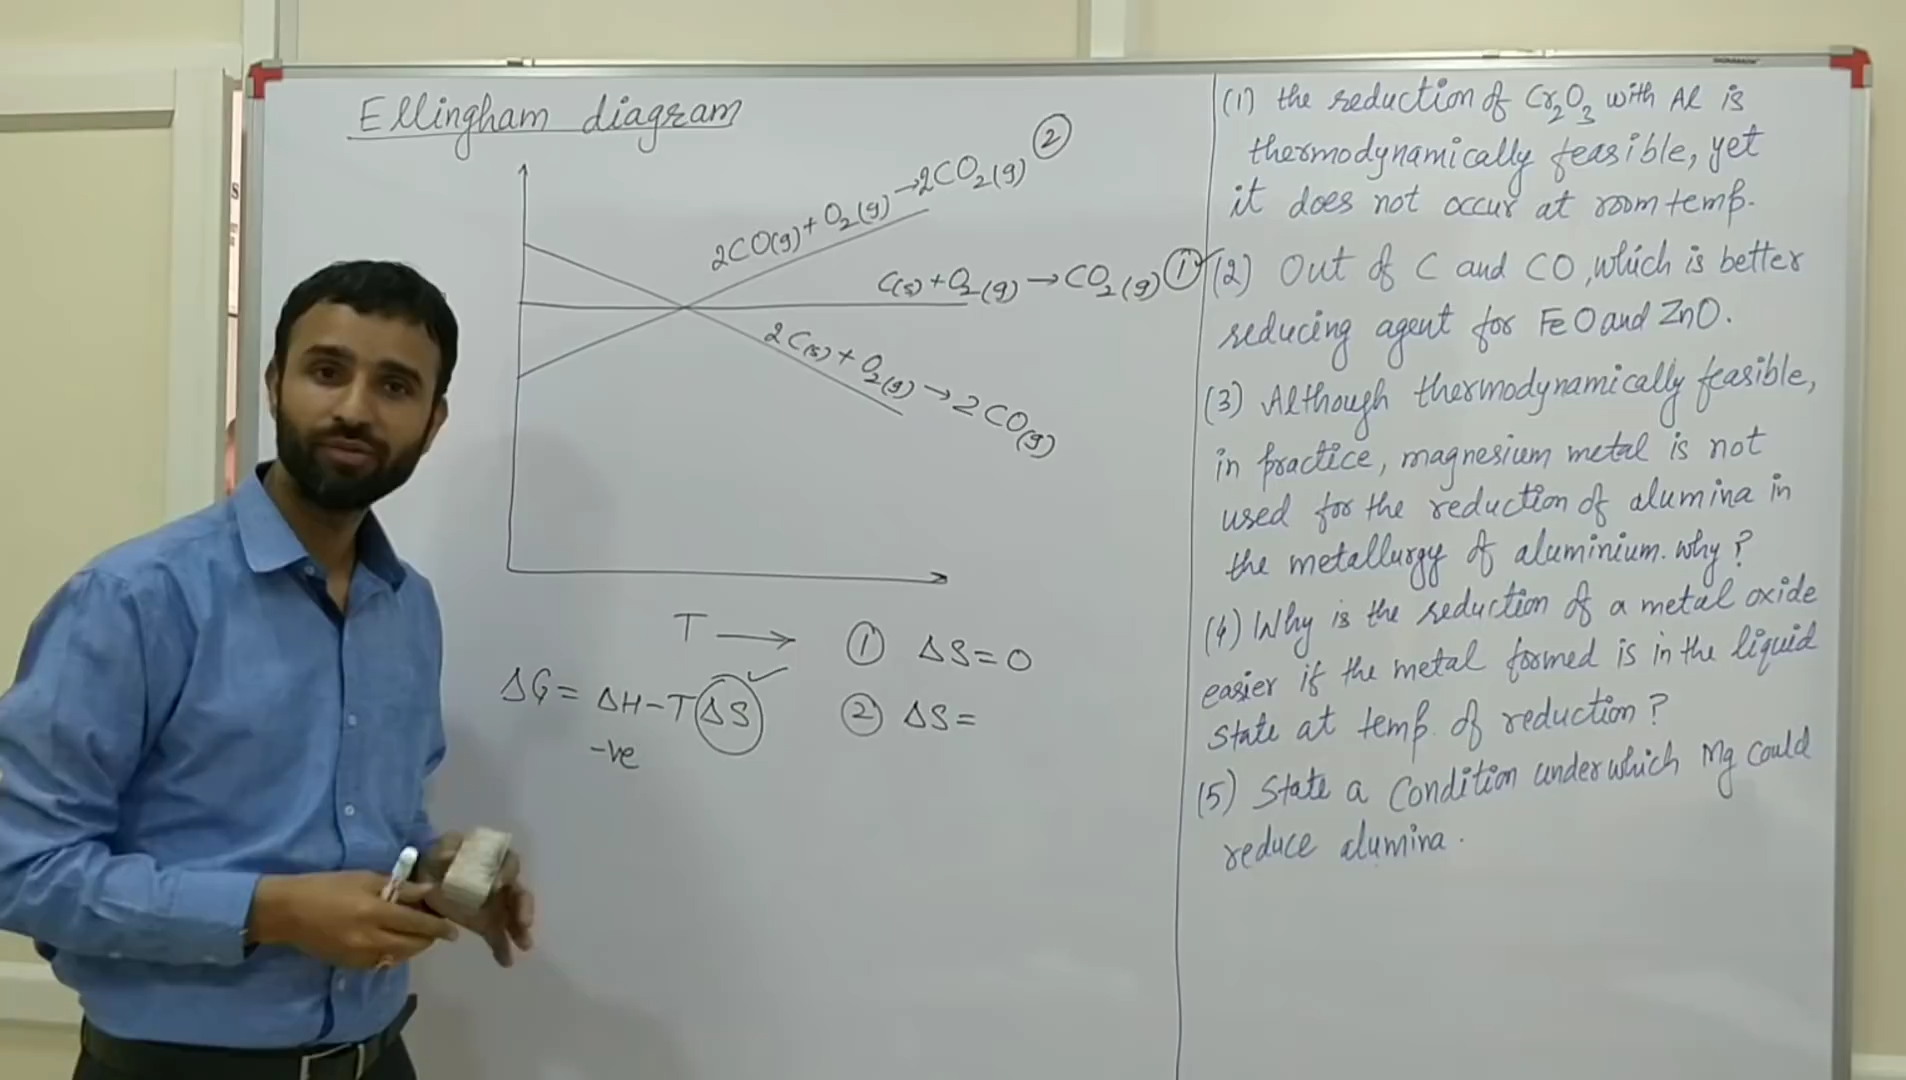 Ellingham diagram
2CO(g) + O2(g) → 2CO2(g) ②
C(s) + O2(g) → CO2(g) ①
2C(s) + O2(g) → 2CO(g)
T →
① ΔS = 0
ΔG = ΔH - TΔS ✓
-ve
② ΔS =
(1) the reduction of Cr2O3 with Al is
thermodynamically feasible, yet
it does not occur at room temp.
(2) Out of C and CO, which is better
reducing agent for FeO and ZnO.
(3) Although thermodynamically feasible,
in practice, magnesium metal is not
used for the reduction of alumina in
the metallurgy of aluminium. why?
(4) Why is the reduction of a metal oxide
easier if the metal formed is in the liquid
state at temp. of reduction?
(5) State a Condition under which Mg Could
reduce alumina.